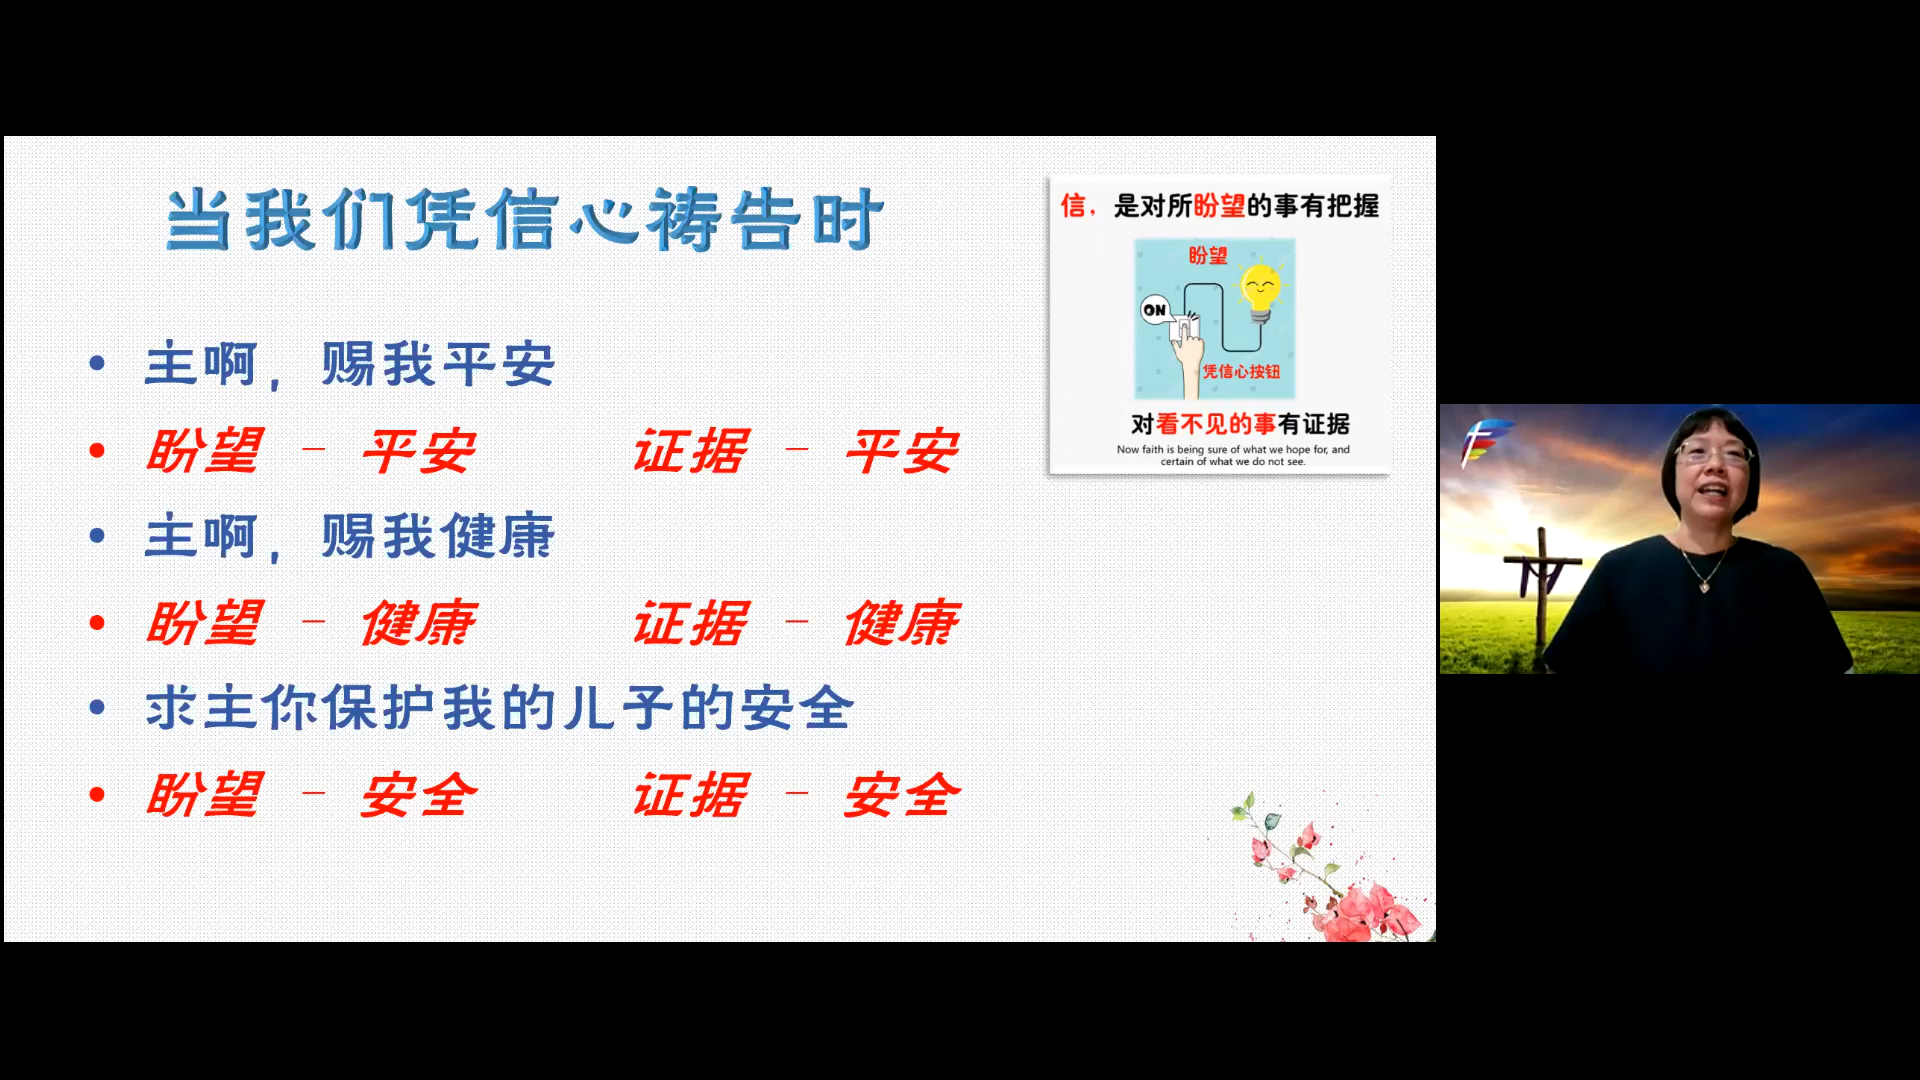 当我们凭信心祷告时
• 主啊，赐我平安
• 盼望 - 平安 证据 - 平安
• 主啊，赐我健康
• 盼望 - 健康 证据 - 健康
• 求主你保护我的儿子的安全
• 盼望 - 安全 证据 - 安全
信，是对所盼望的事有把握
盼望
ON
凭信心按钮
对看不见的事有证据
Now faith is being sure of what we hope for, and
certain of what we do not see.